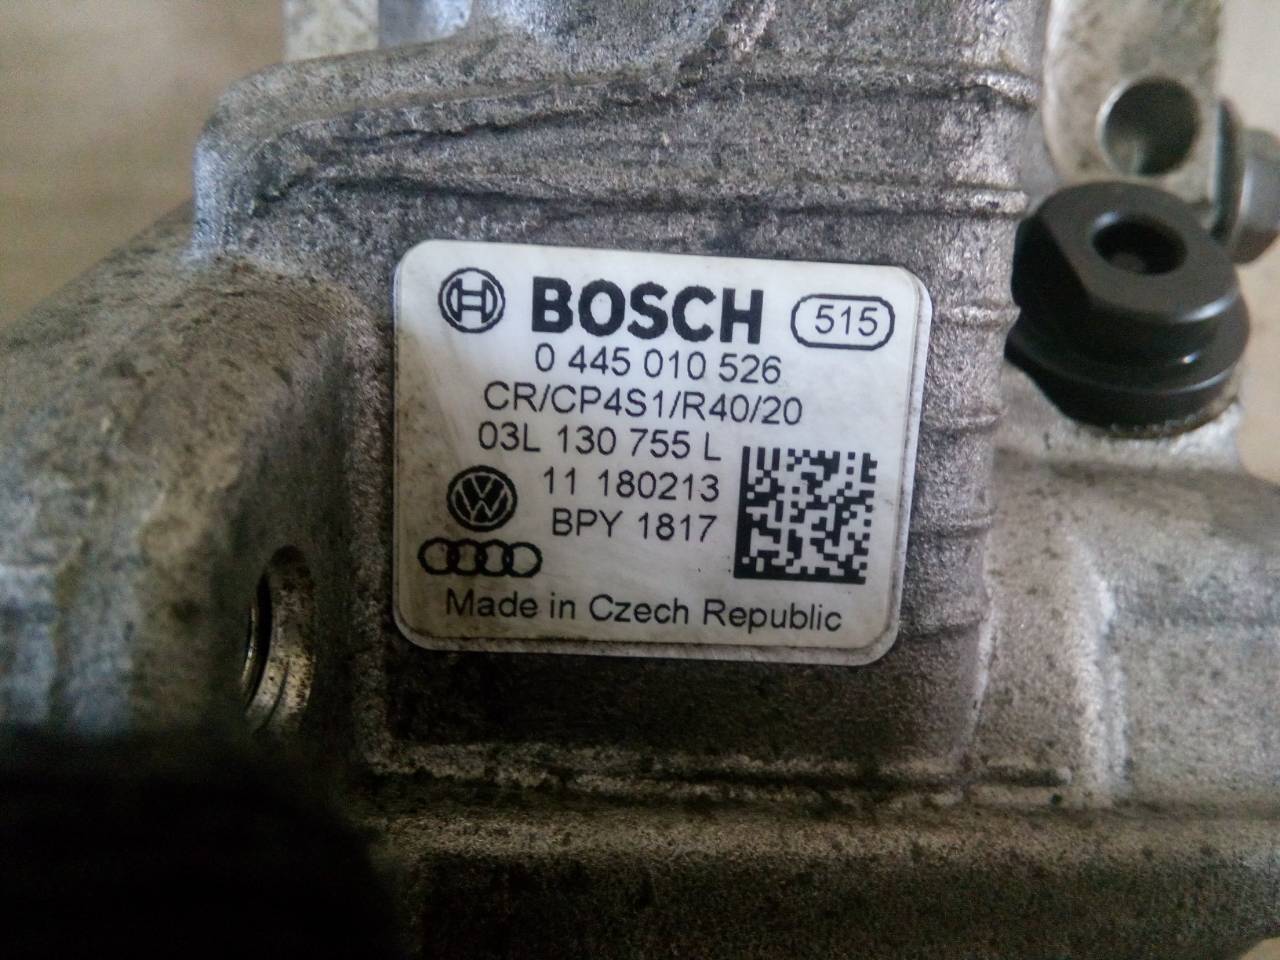 BOSCH 515
0 445 010 526
CR/CP4S1/R40/20
03L 130 755 L
11 180213
BPY 1817
Made in Czech Republic